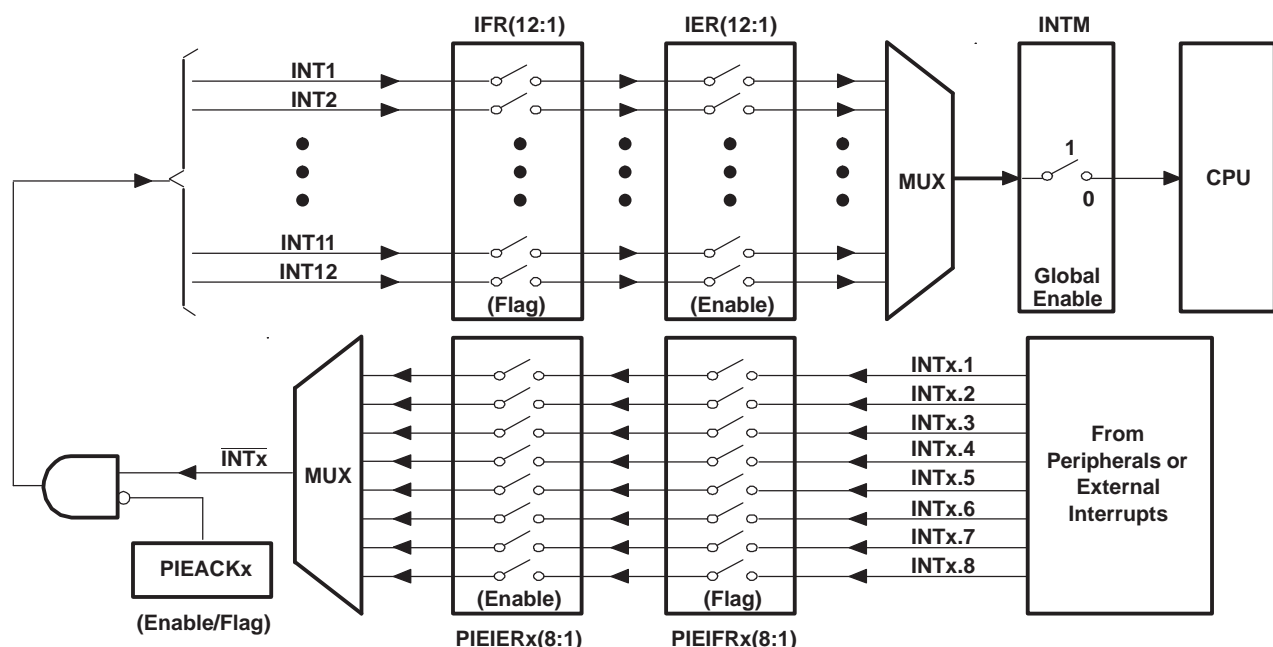 IFR(12:1)
IER(12:1)
INTM
INT1
INT2
1
MUX
CPU
0
INT11
INT12
Global
Enable
(Flag)
(Enable)
INTx.1
INTx.2
INTx.3
INTx.4
INTx.5
INTx.6
INTx.7
INTx.8
From
Peripherals or
External
Interrupts
INTx
MUX
PIEACKx
(Enable/Flag)
(Enable)
(Flag)
PIEIERx(8:1)
PIEIFRx(8:1)